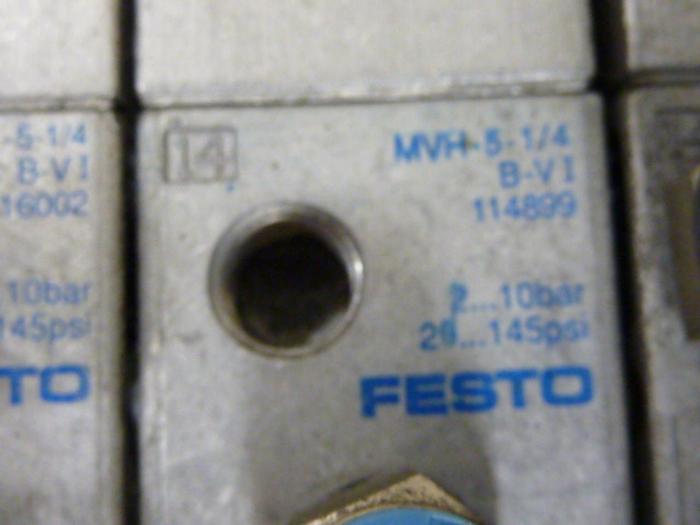 -5-1/4
B-VI
16002
10bar
145psi
TO
14
MVH-5-1/4
B-VI
114899
2...10bar
29...145psi
FESTO